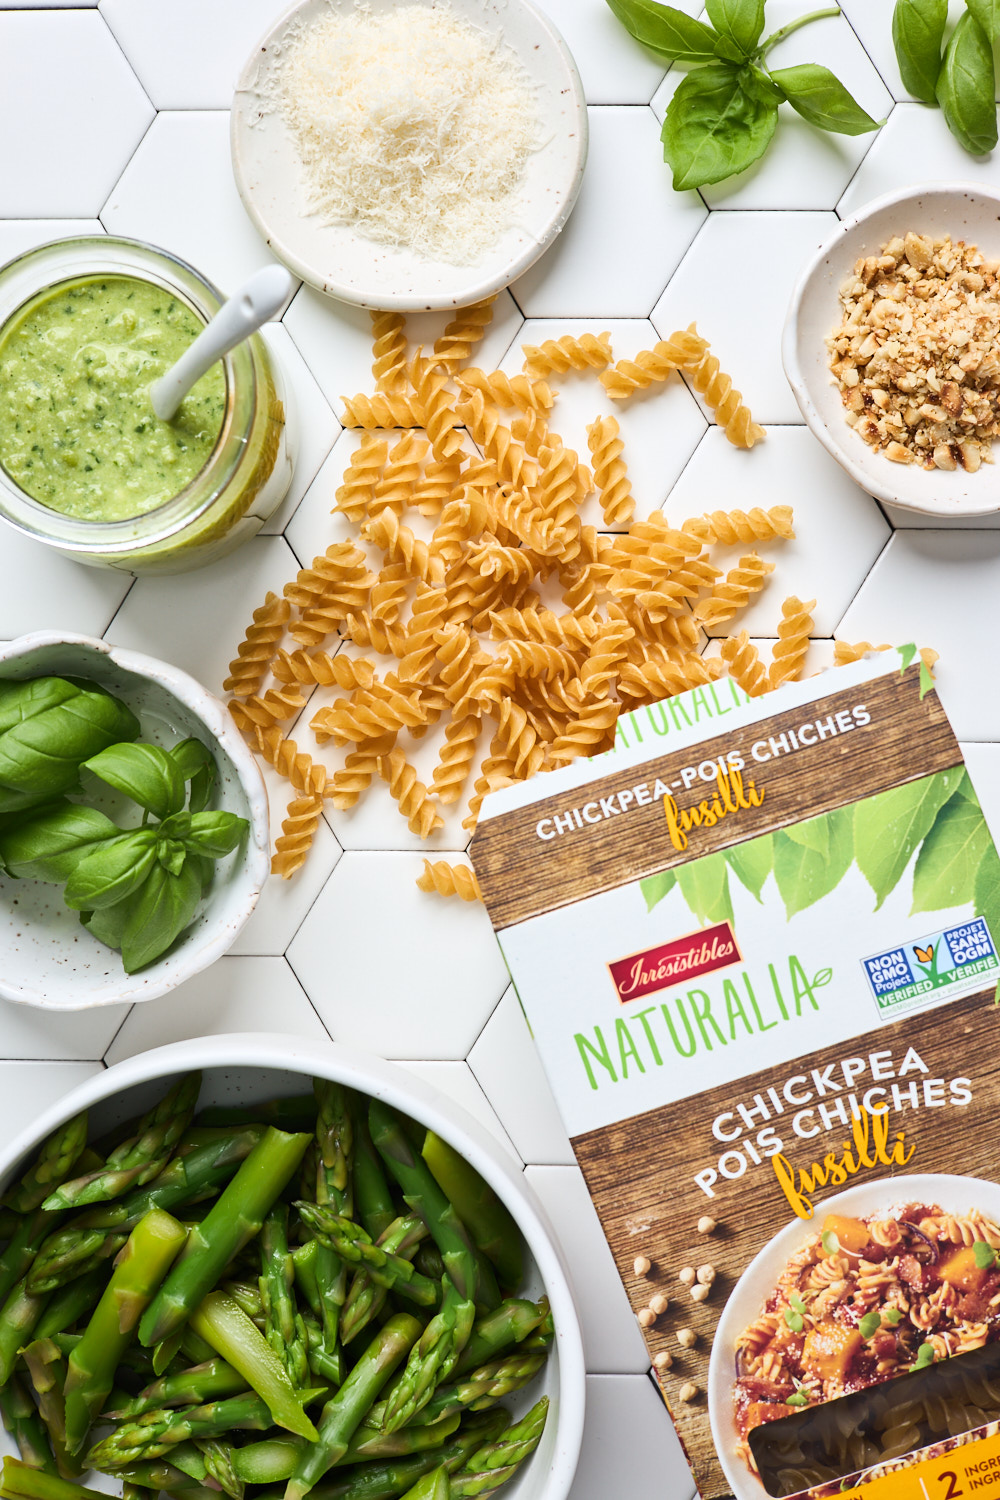 NATURALIA
CHICKPEA-POIS CHICHES
fusilli
Irresistibles
NATURALIA
NON
GMO
Project
VERIFIED
PROJET
SANS
OGM
VÉRIFIÉ
CHICKPEA
POIS CHICHES
fusilli
2